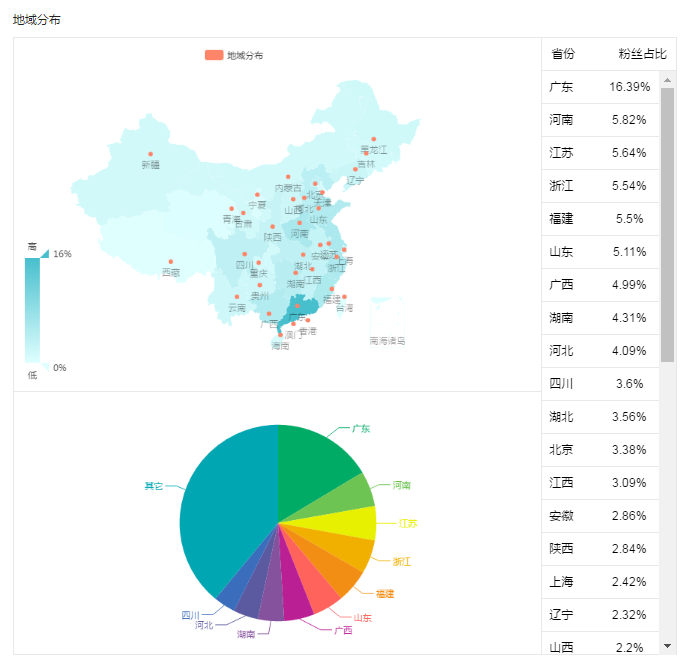 地域分布
地域分布
黑龙江
吉林
新疆
辽宁
内蒙古
北京
天津
宁夏
山西
河北
山东
青海
甘肃
陕西
河南
安徽
江苏
上海
四川
湖北
浙江
西藏
重庆
湖南
江西
贵州
云南
福建
台湾
广西
广东
澳门
香港
海南
南海诸岛
高
16%
0%
低
广东
河南
江苏
浙江
福建
山东
广西
湖南
河北
四川
其它
省份 粉丝占比
广东 16.39%
河南 5.82%
江苏 5.64%
浙江 5.54%
福建 5.5%
山东 5.11%
广西 4.99%
湖南 4.31%
河北 4.09%
四川 3.6%
湖北 3.56%
北京 3.38%
江西 3.09%
安徽 2.86%
陕西 2.84%
上海 2.42%
辽宁 2.32%
山西 2.2%